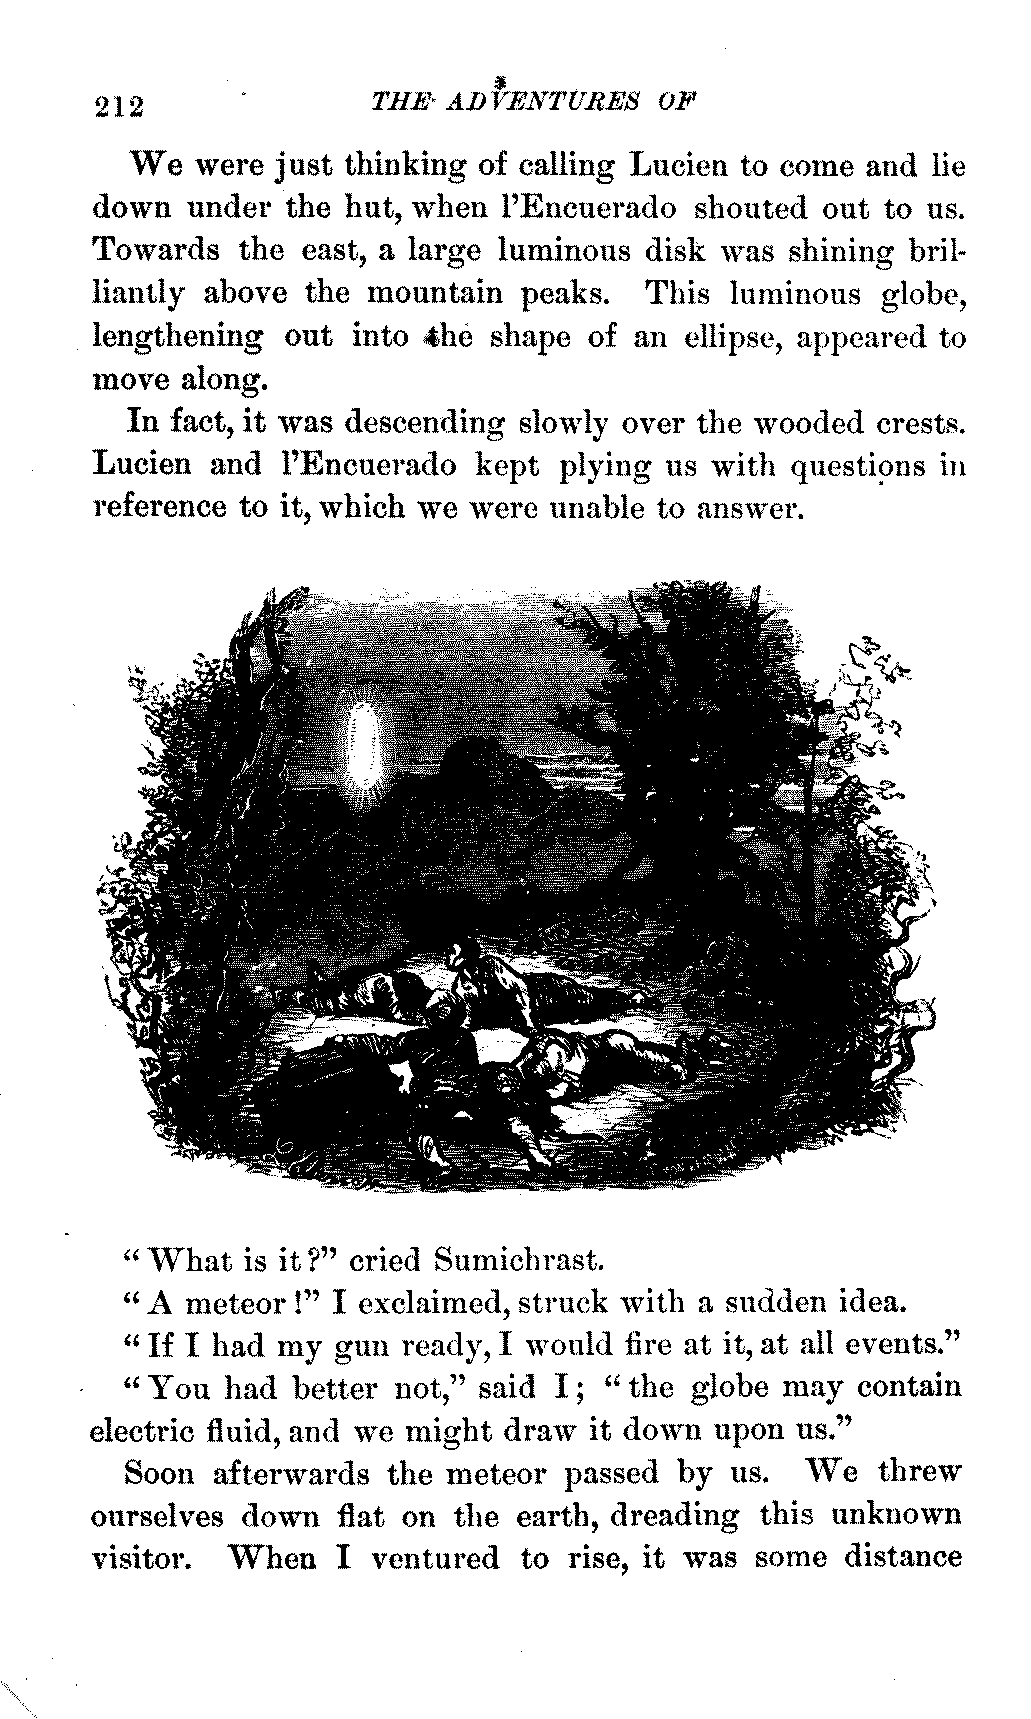 212 THE ADVENTURES OF
We were just thinking of calling Lucien to come and lie
down under the hut, when l'Encuerado shouted out to us.
Towards the east, a large luminous disk was shining bril-
liantly above the mountain peaks. This luminous globe,
lengthening out into the shape of an ellipse, appeared to
move along.
In fact, it was descending slowly over the wooded crests.
Lucien and l'Encuerado kept plying us with questions in
reference to it, which we were unable to answer.
"What is it?" cried Sumichrast.
"A meteor!" I exclaimed, struck with a sudden idea.
"If I had my gun ready, I would fire at it, at all events."
"You had better not," said I; "the globe may contain
electric fluid, and we might draw it down upon us."
Soon afterwards the meteor passed by us. We threw
ourselves down flat on the earth, dreading this unknown
visitor. When I ventured to rise, it was some distance